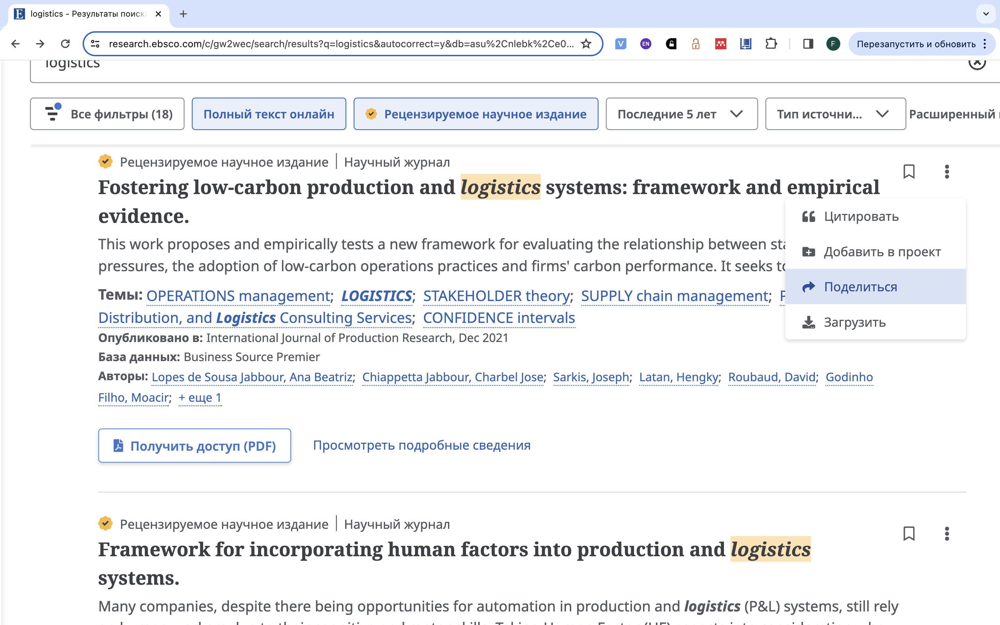 logistics - Результаты поиск
research.ebsco.com/c/gw2wec/search/results?q=logistics&autocorrect=y&db=asu%2Cnlebk%2Ce0...
V
EN
F
Перезапустить и обновить
logistics
Все фильтры (18)
Полный текст онлайн
Рецензируемое научное издание
Последние 5 лет
Тип источни...
Расширенный
Рецензируемое научное издание | Научный журнал
Fostering low-carbon production and logistics systems: framework and empirical
evidence.
Цитировать
Добавить в проект
Поделиться
Загрузить
This work proposes and empirically tests a new framework for evaluating the relationship between
pressures, the adoption of low-carbon operations practices and firms' carbon performance. It seeks
Темы: OPERATIONS management; LOGISTICS; STAKEHOLDER theory; SUPPLY chain management;
Distribution, and Logistics Consulting Services; CONFIDENCE intervals
Опубликовано в: International Journal of Production Research, Dec 2021
База данных: Business Source Premier
Авторы: Lopes de Sousa Jabbour, Ana Beatriz; Chiappetta Jabbour, Charbel Jose; Sarkis, Joseph; Latan, Hengky; Roubaud, David; Godinho
Filho, Moacir; + еще 1
Получить доступ (PDF)
Просмотреть подробные сведения
Рецензируемое научное издание | Научный журнал
Framework for incorporating human factors into production and logistics
systems.
Many companies, despite there being opportunities for automation in production and logistics (P&L) systems, still rely